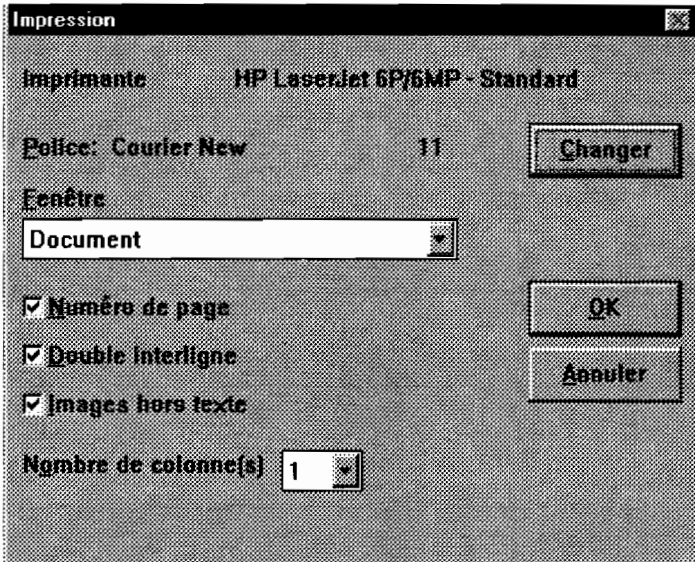 Impression
Imprimante HP LaserJet 6P/6MP - Standard
Police: Courier New 11 Changer
Fenêtre
Document
Numéro de page OK
Double interligne
Annuler
Images hors texte
Nombre de colonne(s) 1